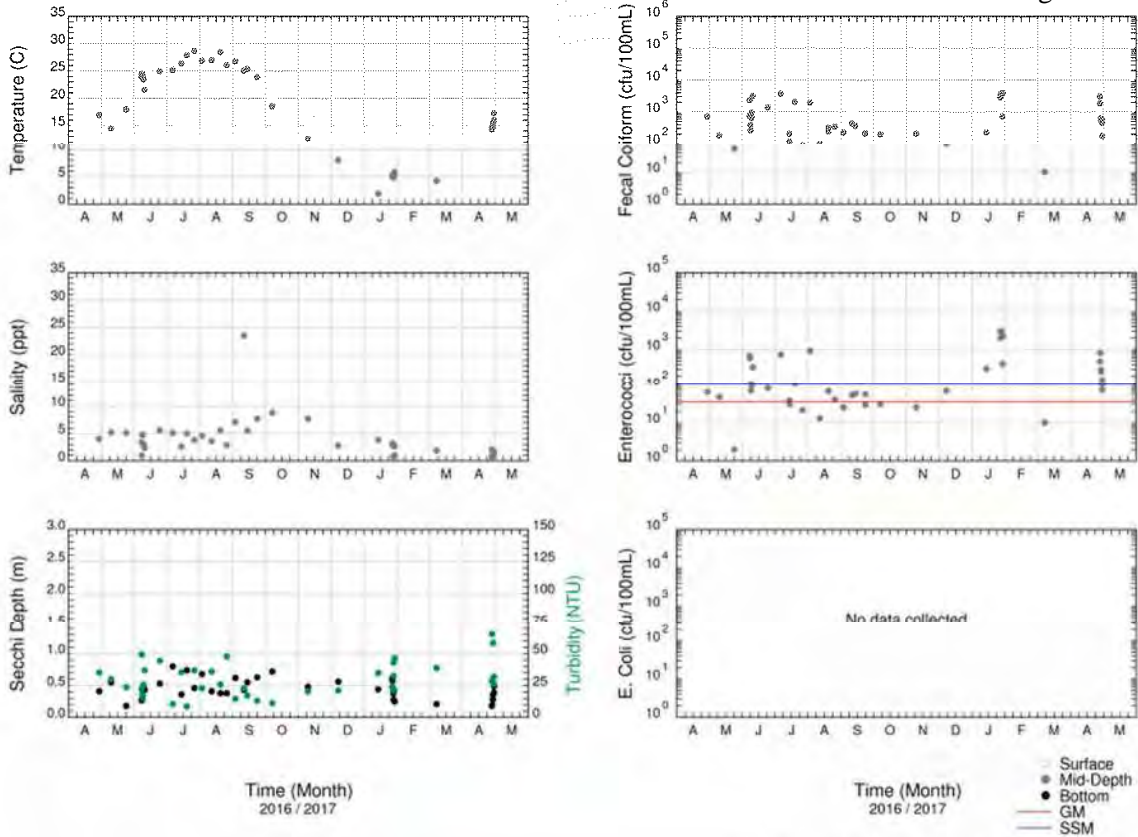 Temperature (C)
35
30
25
20
15
10
5
0
A M J J A S O N D J F M A M
Fecal Coiform (cfu/100mL)
10^6
10^5
10^4
10^3
10^2
10^1
10^0
A M J J A S O N D J F M A M
Salinity (ppt)
35
30
25
20
15
10
5
0
A M J J A S O N D J F M A M
Enterococci (cfu/100mL)
10^5
10^4
10^3
10^2
10^1
10^0
A M J J A S O N D J F M A M
Secchi Depth (m)
3.0
2.5
2.0
1.5
1.0
0.5
0.0
150
125
100
75
50
25
0
Turbidity (NTU)
A M J J A S O N D J F M A M
Time (Month)
2016 / 2017
E. Coli (cfu/100mL)
10^5
10^4
10^3
10^2
10^1
10^0
No data collected
A M J J A S O N D J F M A M
Time (Month)
2016 / 2017
Surface
Mid-Depth
Bottom
GM
SSM